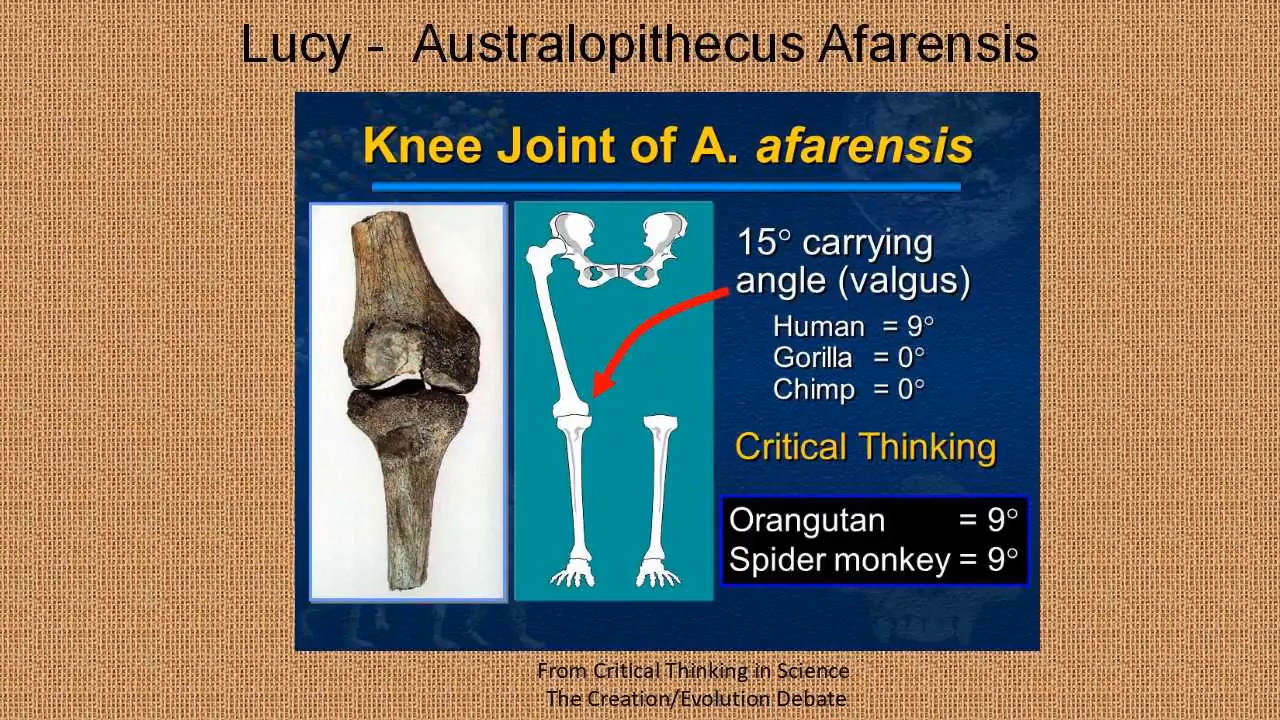 Lucy - Australopithecus Afarensis
Knee Joint of A. afarensis
15° carrying
angle (valgus)
Human = 9°
Gorilla = 0°
Chimp = 0°
Critical Thinking
Orangutan = 9°
Spider monkey = 9°
From Critical Thinking in Science
The Creation/Evolution Debate